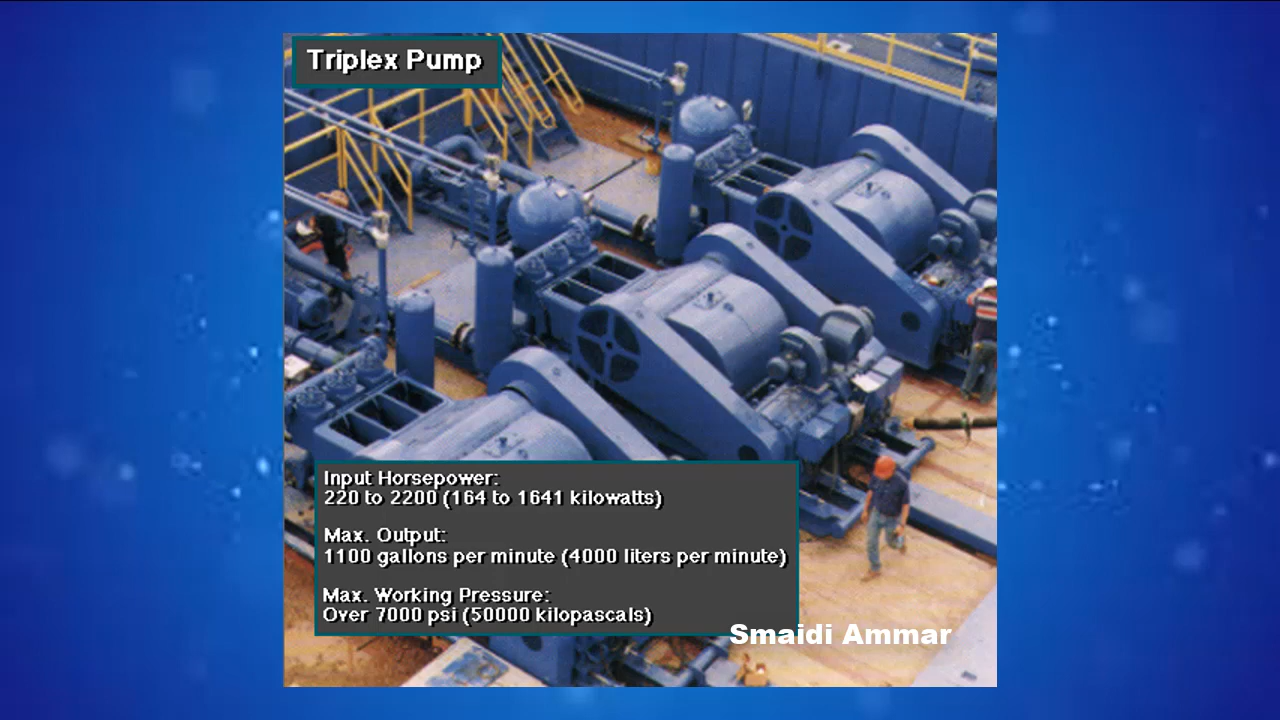 Triplex Pump
Input Horsepower:
220 to 2200 (164 to 1641 kilowatts)
Max. Output:
1100 gallons per minute (4000 liters per minute)
Max. Working Pressure:
Over 7000 psi (50000 kilopascals)
Smaidi Ammar